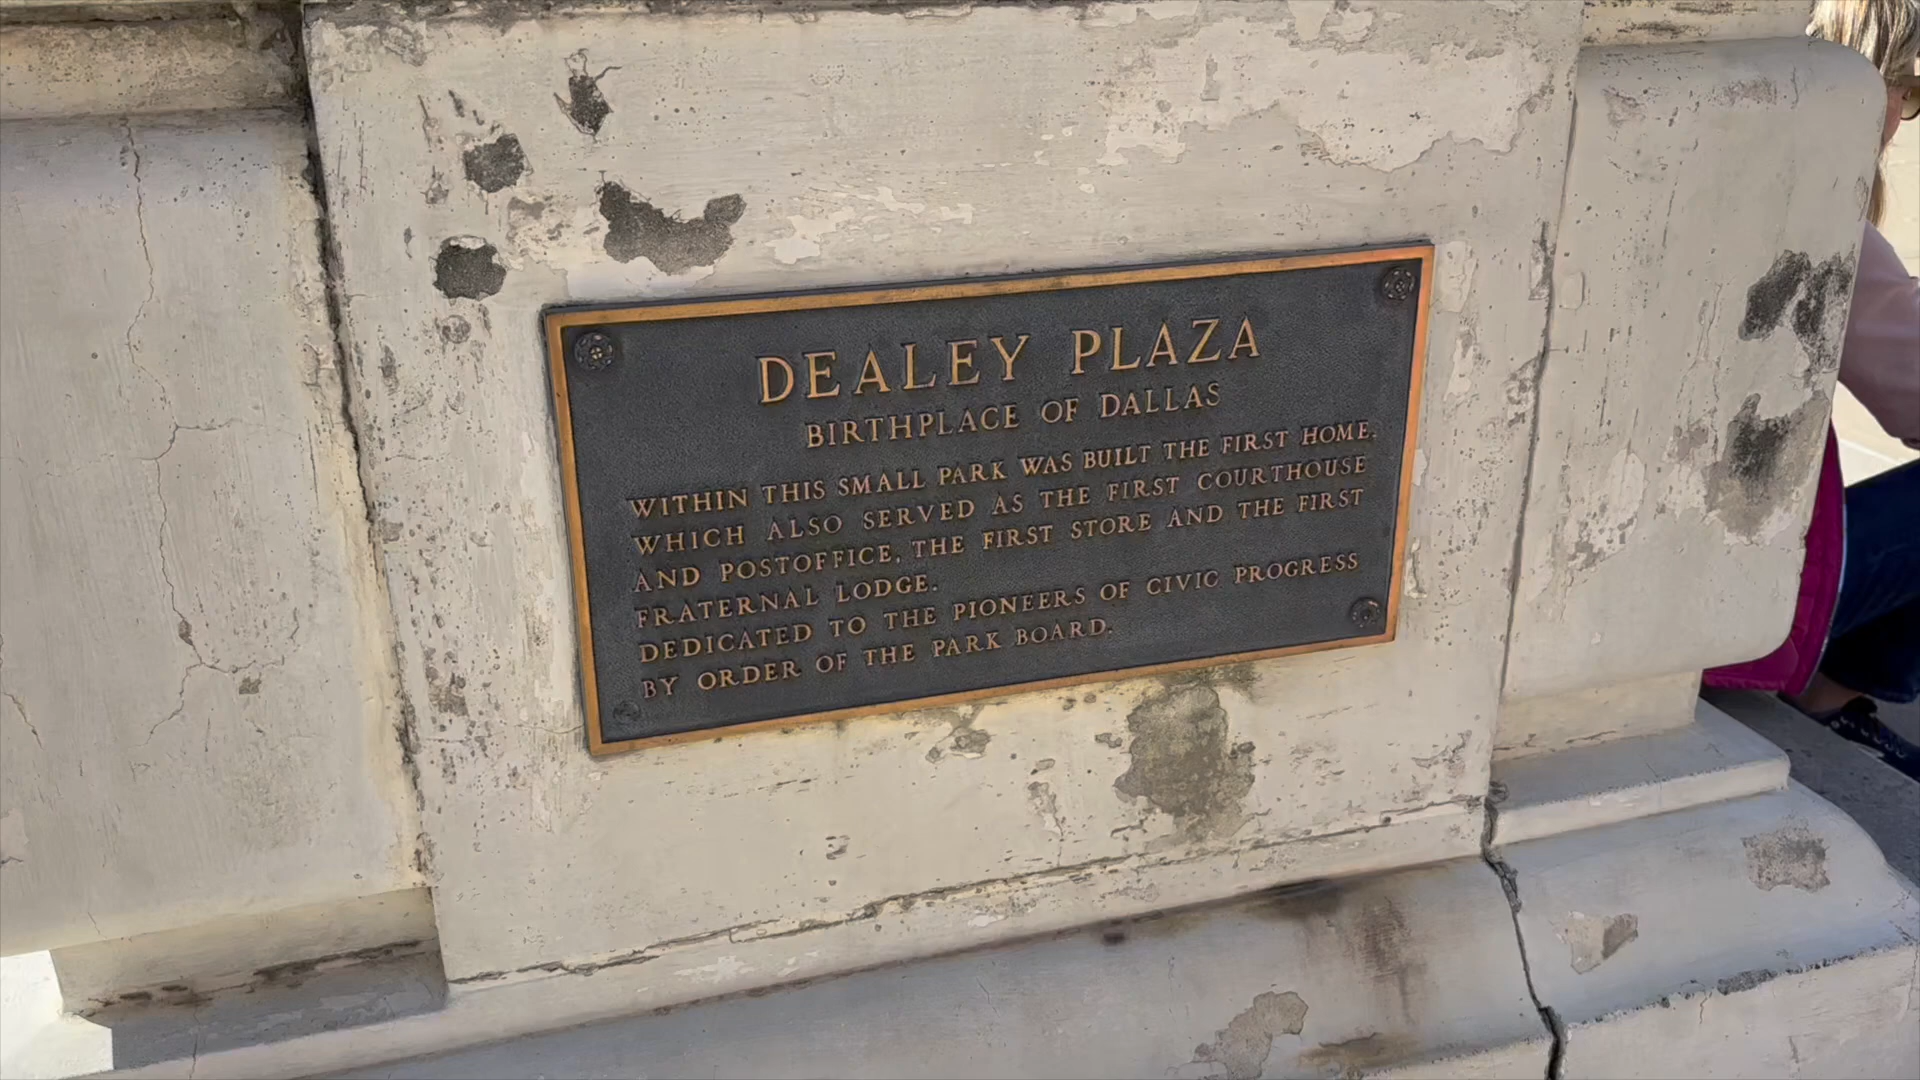 DEALEY PLAZA
BIRTHPLACE OF DALLAS
WITHIN THIS SMALL PARK WAS BUILT THE FIRST HOME,
WHICH ALSO SERVED AS THE FIRST COURTHOUSE
AND POSTOFFICE, THE FIRST STORE AND THE FIRST
FRATERNAL LODGE.
DEDICATED TO THE PIONEERS OF CIVIC PROGRESS
BY ORDER OF THE PARK BOARD.